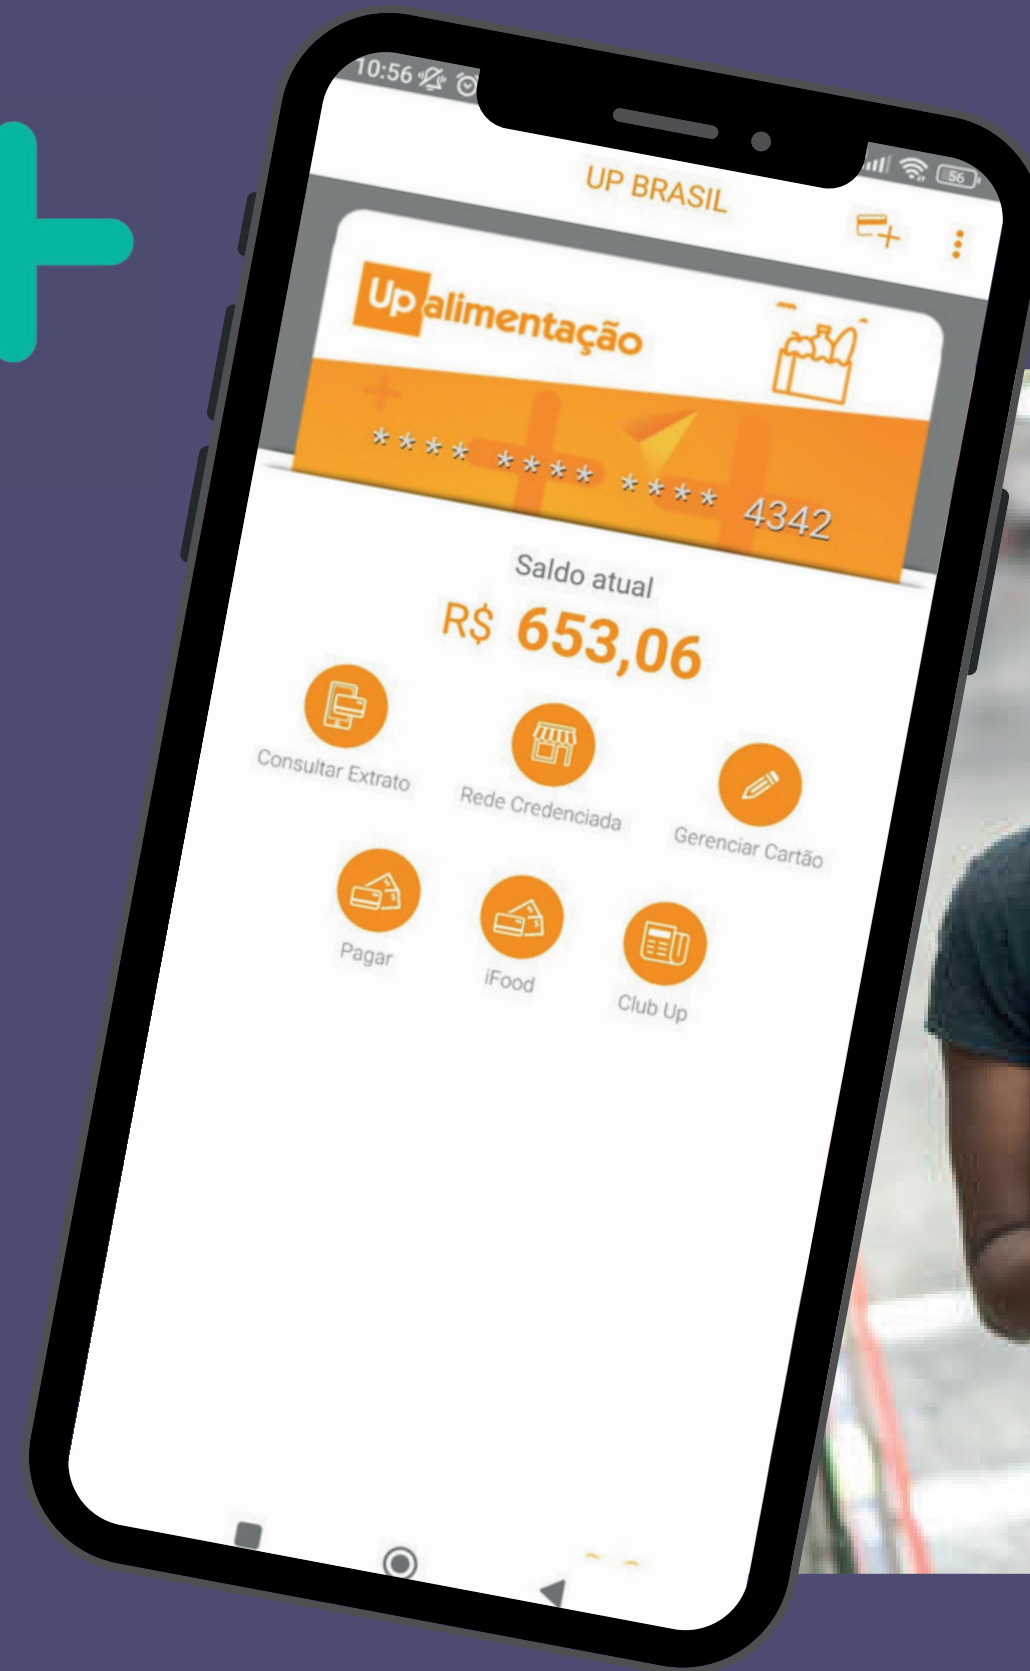 10:56
56
UP BRASIL
Up alimentação
**** **** **** 4342
Saldo atual
R$ 653,06
Consultar Extrato
Rede Credenciada
Gerenciar Cartão
Pagar
iFood
Club Up